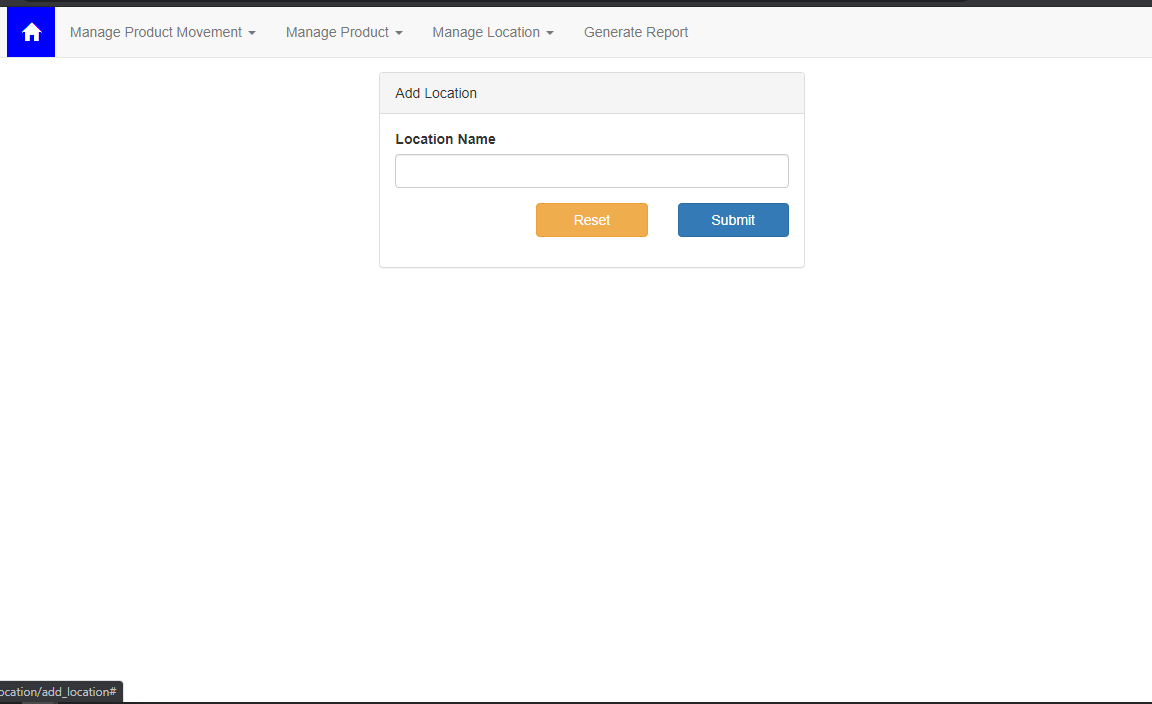 Manage Product Movement Manage Product Manage Location Generate Report
Add Location
Location Name
Reset Submit
ocation/add_location#